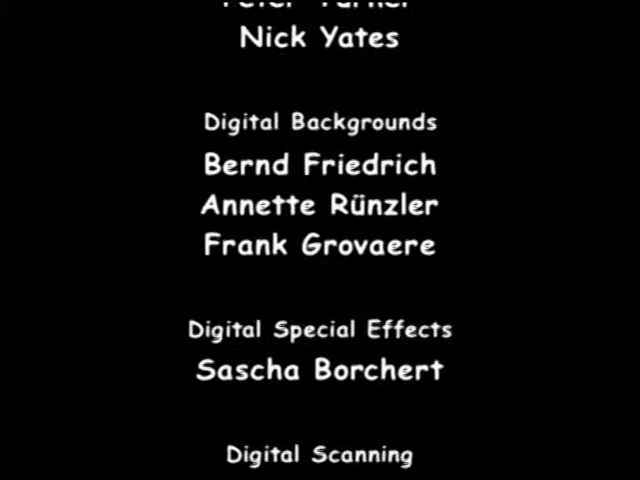 Nick Yates
Digital Backgrounds
Bernd Friedrich
Annette Rünzler
Frank Grovaere
Digital Special Effects
Sascha Borchert
Digital Scanning